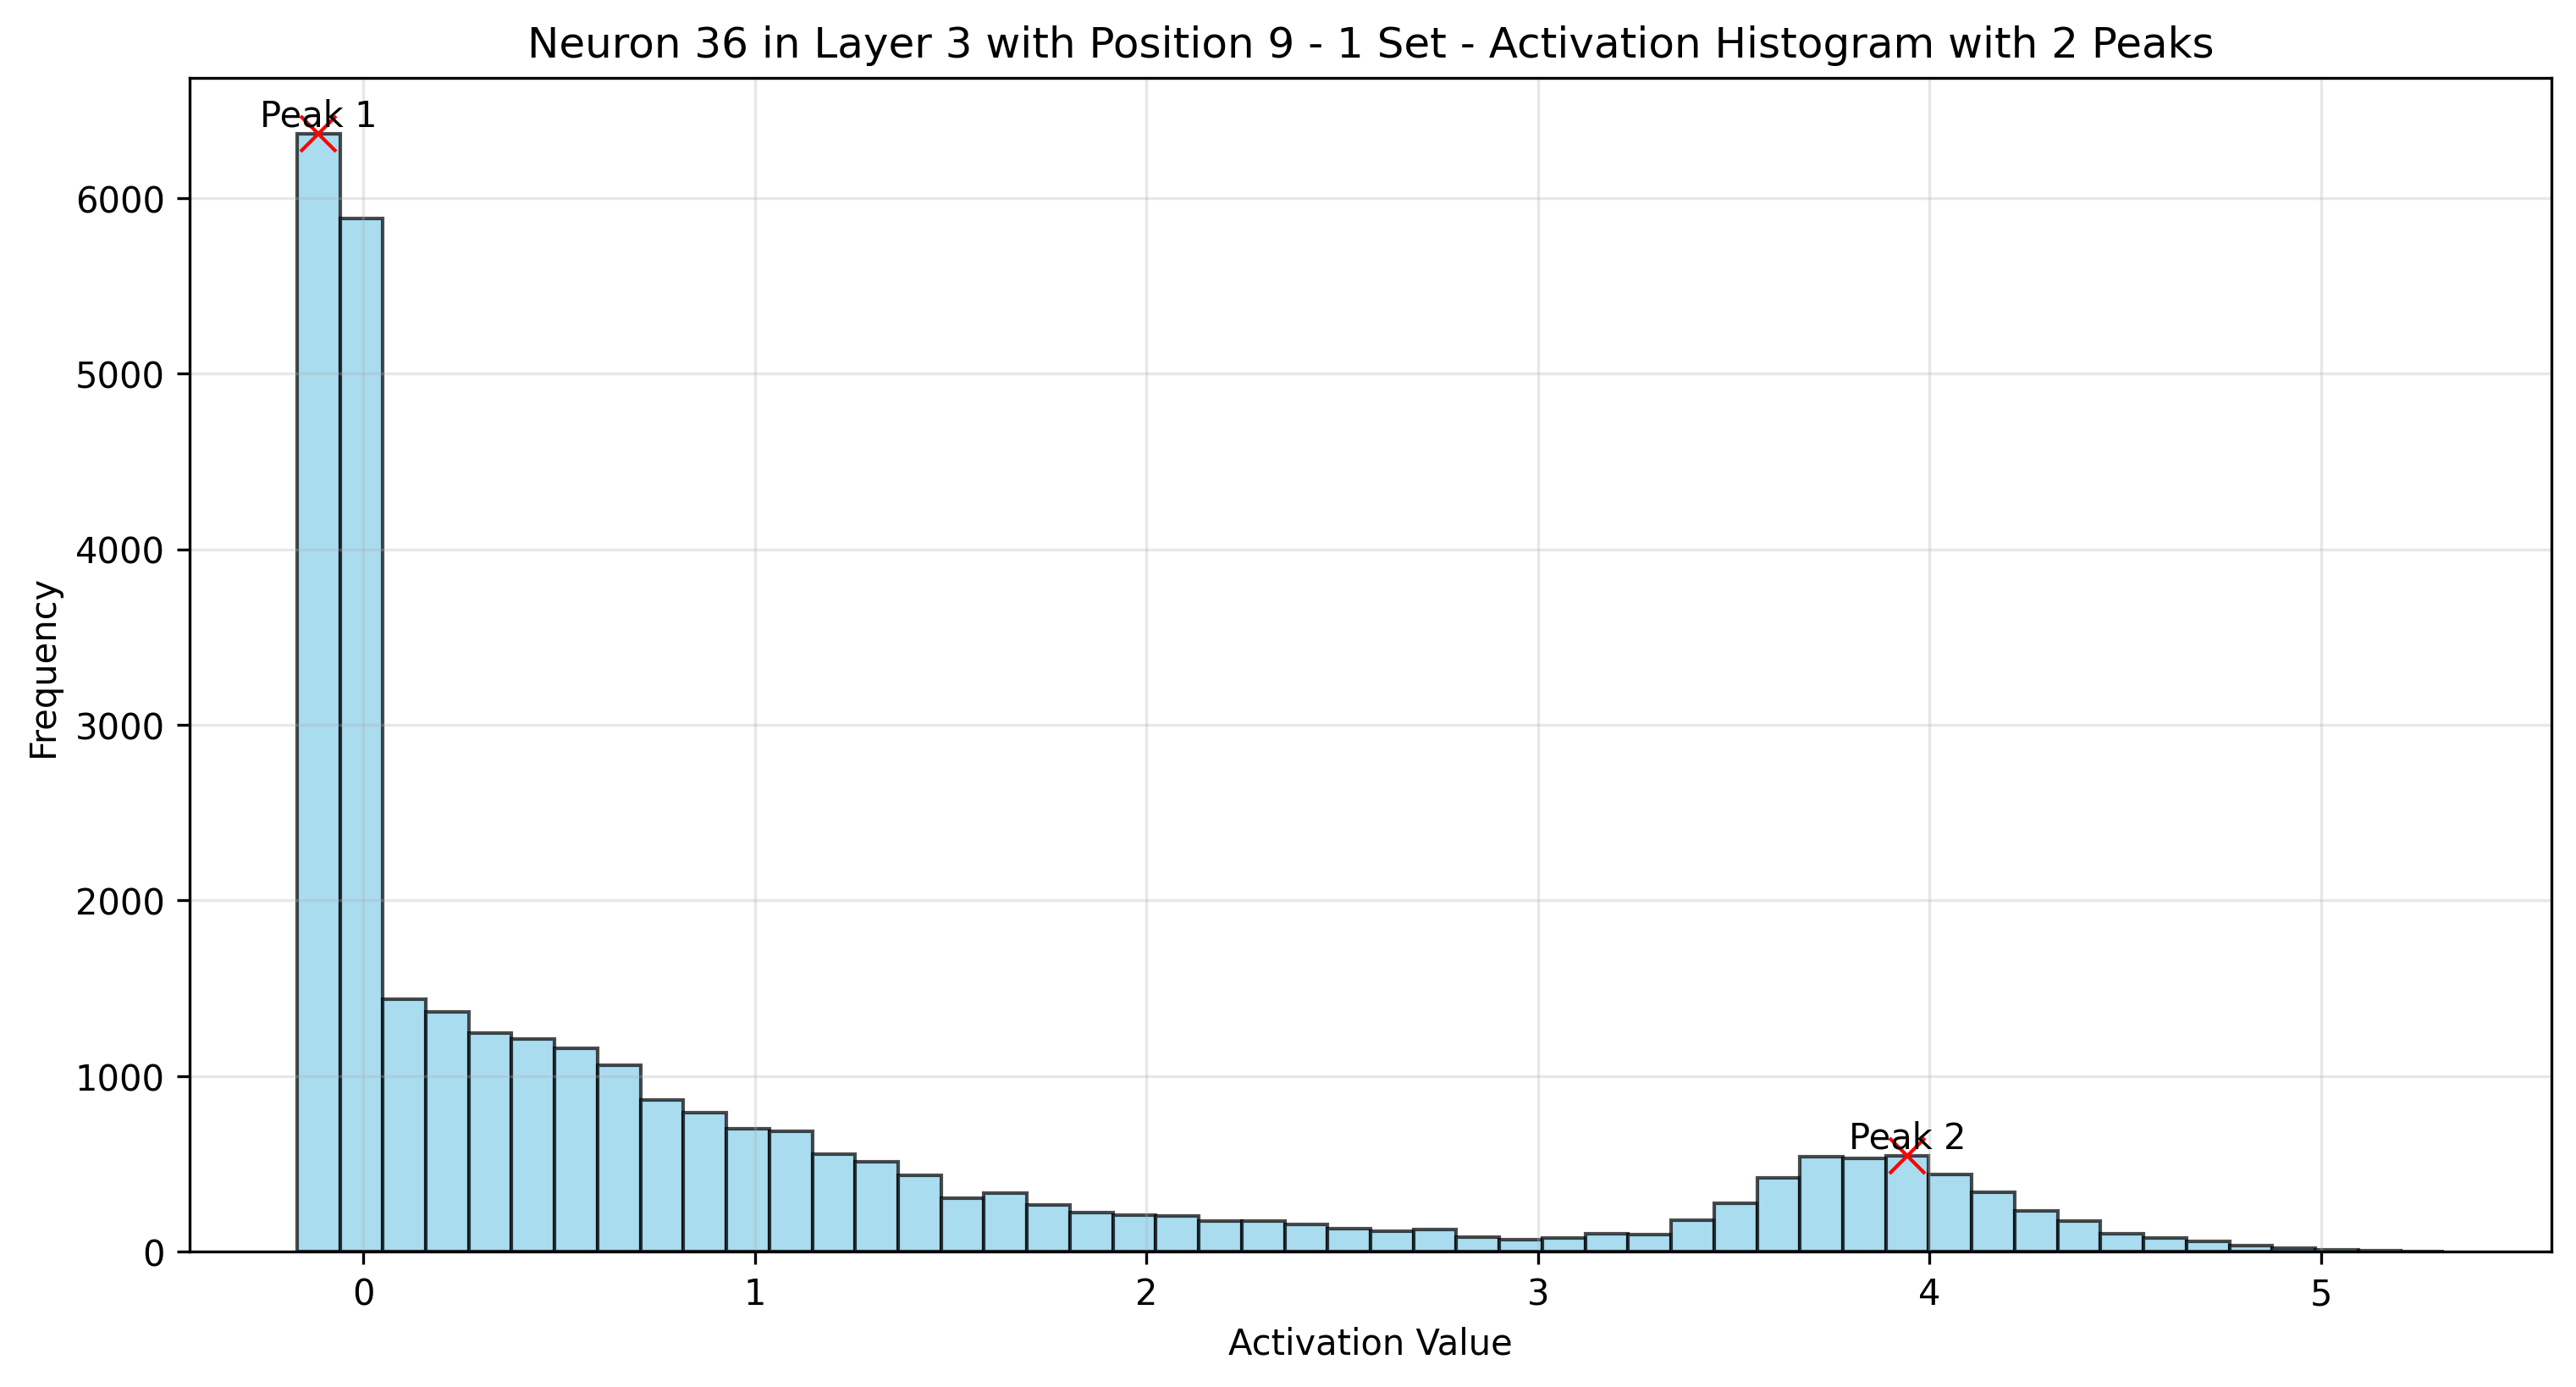 Neuron 36 in Layer 3 with Position 9 - 1 Set - Activation Histogram with 2 Peaks
Peak 1
6000
5000
4000
3000
2000
1000
0
Frequency
Peak 2
0 1 2 3 4 5
Activation Value